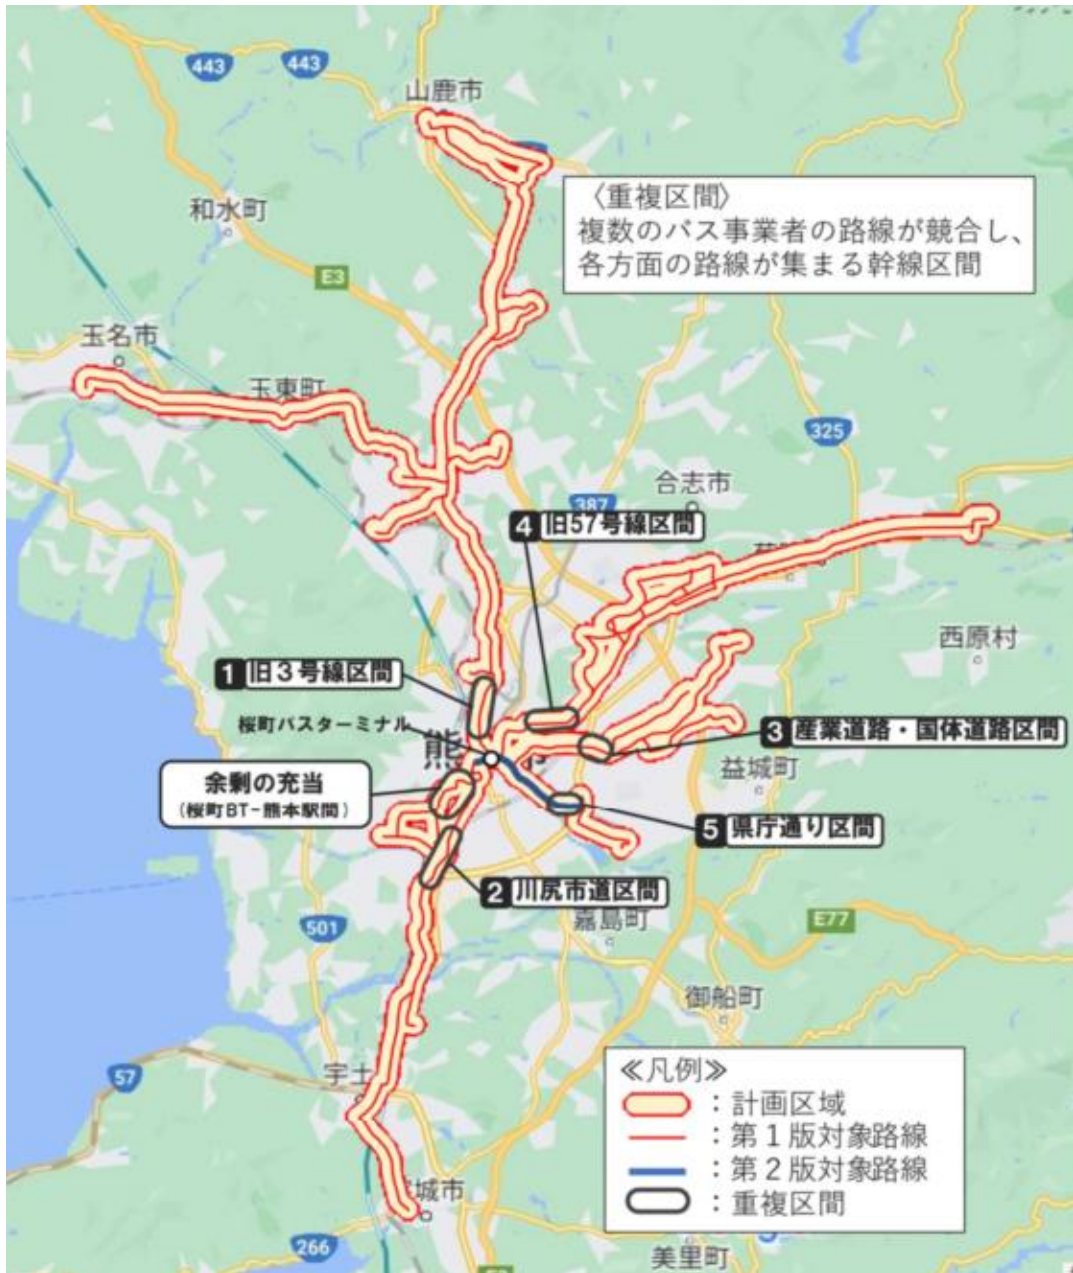 443
443
山鹿市
〈重複区間〉
複数のバス事業者の路線が競合し、
各方面の路線が集まる幹線区間
和水町
E3
玉名市
玉東町
325
合志市
387
4 旧57号線区間
西原村
1 旧3号線区間
桜町バスターミナル
熊
3 産業道路・国体道路区間
益城町
余剰の充当
(桜町BT-熊本駅間)
5 県庁通り区間
2 川尻市道区間
嘉島町
501
E77
御船町
57
宇土
≪凡例≫
：計画区域
：第1版対象路線
：第2版対象路線
：重複区間
城市
266
美里町